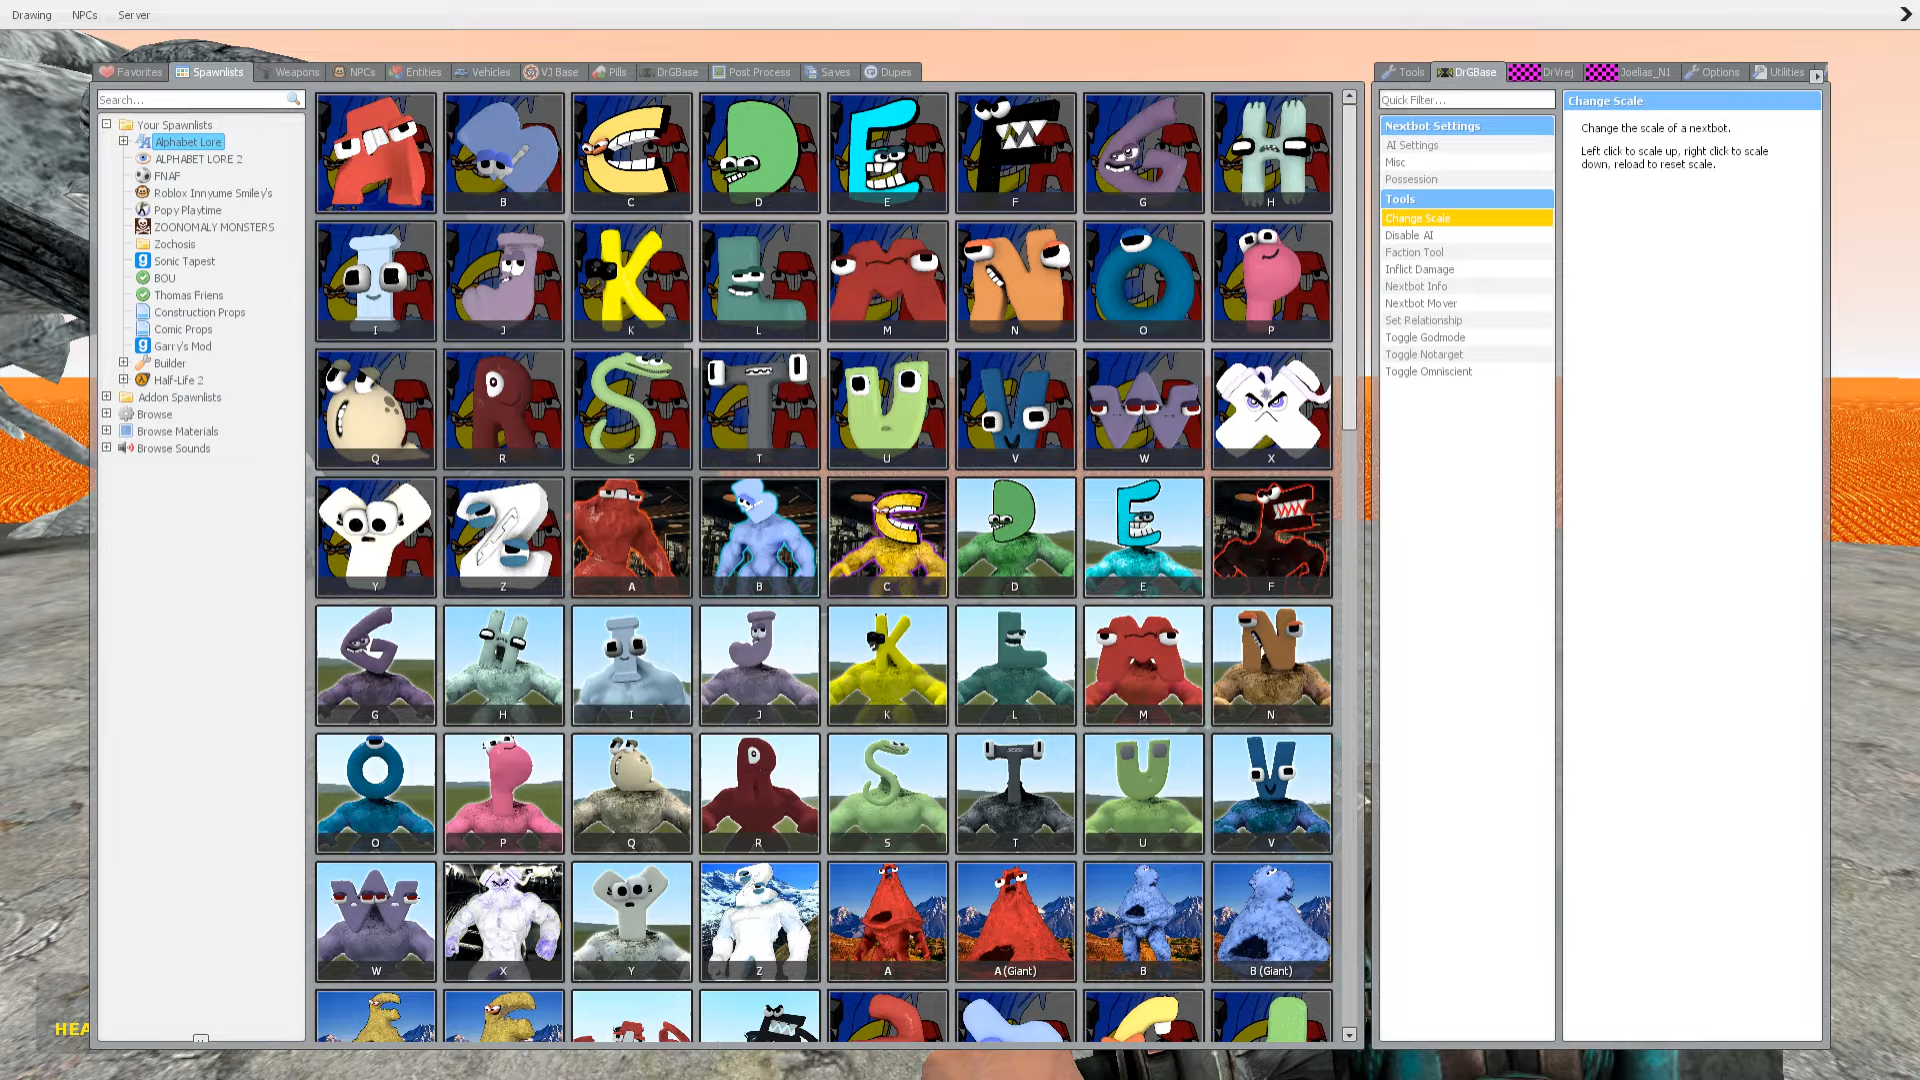 Drawing NPCs Server
Favorites Spawnlists Weapons NPCs Entities Vehicles VJ Base Pills DrGBase Post Process Saves Dupes
Tools DrGBase DrVrej Joelias_N1 Options Utilities
Search...
Your Spawnlists
Alphabet Lore
ALPHABET LORE 2
FNAF
Roblox Innyume Smiley's
Popy Playtime
ZOONOMALY MONSTERS
Zochosis
Sonic Tapest
BOU
Thomas Friens
Construction Props
Comic Props
Garry's Mod
Builder
Half-Life 2
Addon Spawnlists
Browse
Browse Materials
Browse Sounds
B C D E F G H
I J K L M N O P
Q R S T U V W X
Y Z A B C D E F
G H I J K L M N
O P Q R S T U V
W X Y Z A A (Giant) B B (Giant)
Quick Filter...
Nextbot Settings
AI Settings
Misc
Possession
Tools
Change Scale
Disable AI
Faction Tool
Inflict Damage
Nextbot Info
Nextbot Mover
Set Relationship
Toggle Godmode
Toggle Notarget
Toggle Omniscient
Change Scale
Change the scale of a nextbot.
Left click to scale up, right click to scale
down, reload to reset scale.
HEA